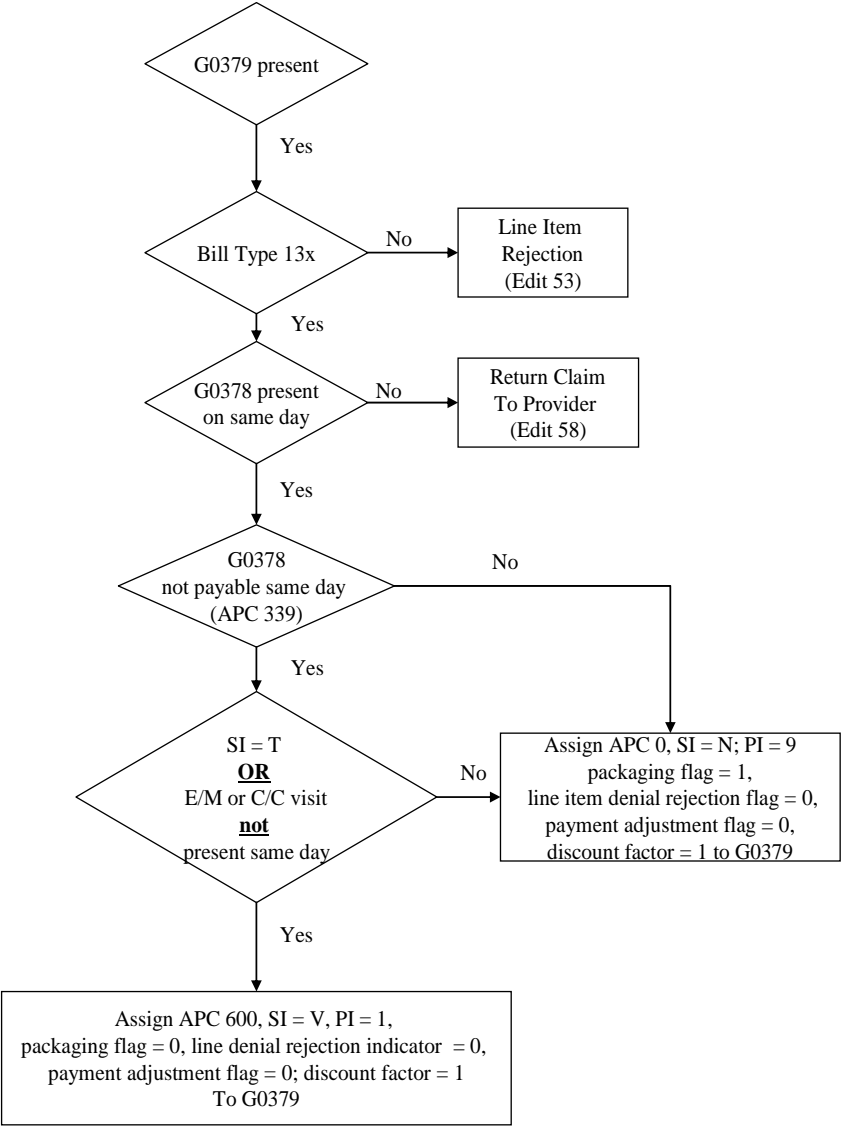 G0379 present
Yes
Bill Type 13x
No
Line Item
Rejection
(Edit 53)
Yes
G0378 present
on same day
No
Return Claim
To Provider
(Edit 58)
Yes
G0378
not payable same day
(APC 339)
No
Yes
SI = T
OR
E/M or C/C visit
not
present same day
No
Assign APC 0, SI = N; PI = 9
packaging flag = 1,
line item denial rejection flag = 0,
payment adjustment flag = 0,
discount factor = 1 to G0379
Yes
Assign APC 600, SI = V, PI = 1,
packaging flag = 0, line denial rejection indicator = 0,
payment adjustment flag = 0; discount factor = 1
To G0379